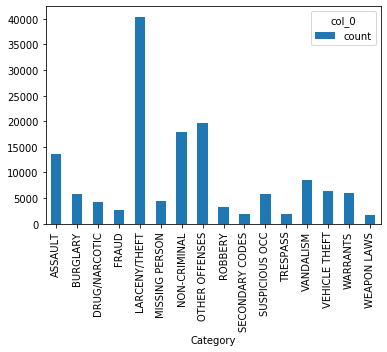 col_0
count
40000
35000
30000
25000
20000
15000
10000
5000
0
ASSAULT
BURGLARY
DRUG/NARCOTIC
FRAUD
LARCENY/THEFT
MISSING PERSON
NON-CRIMINAL
OTHER OFFENSES
ROBBERY
SECONDARY CODES
SUSPICIOUS OCC
TRESPASS
VANDALISM
VEHICLE THEFT
WARRANTS
WEAPON LAWS
Category